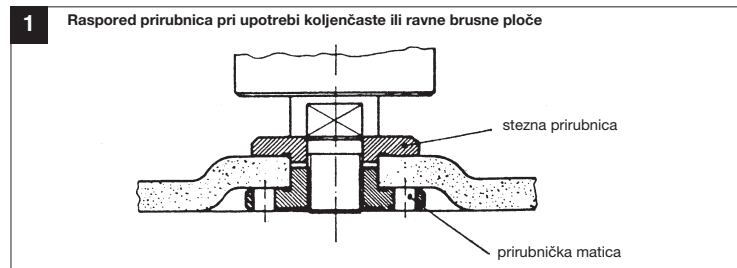 1
Raspored prirubnica pri upotrebi koljenčaste ili ravne brusne ploče
stezna prirubnica
prirubnička matica